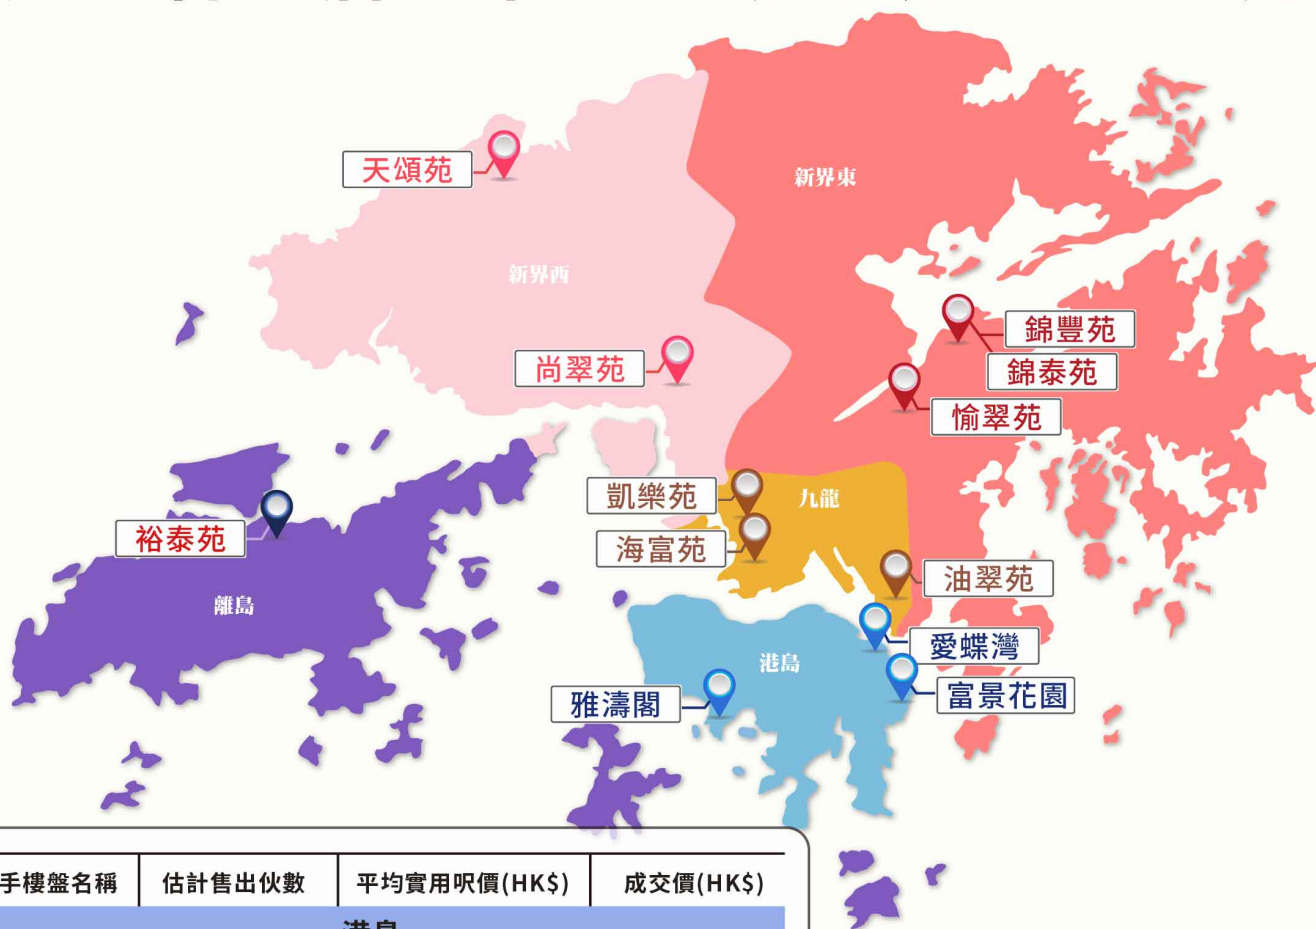 天頌苑
新界東
新界西
錦豐苑
尚翠苑
錦泰苑
愉翠苑
凱樂苑
九龍
裕泰苑
海富苑
油翠苑
離島
愛蝶灣
港島
雅濤閣
富景花園
手樓盤名稱
估計售出伙數
平均實用呎價(HK$)
成交價(HK$)
港島